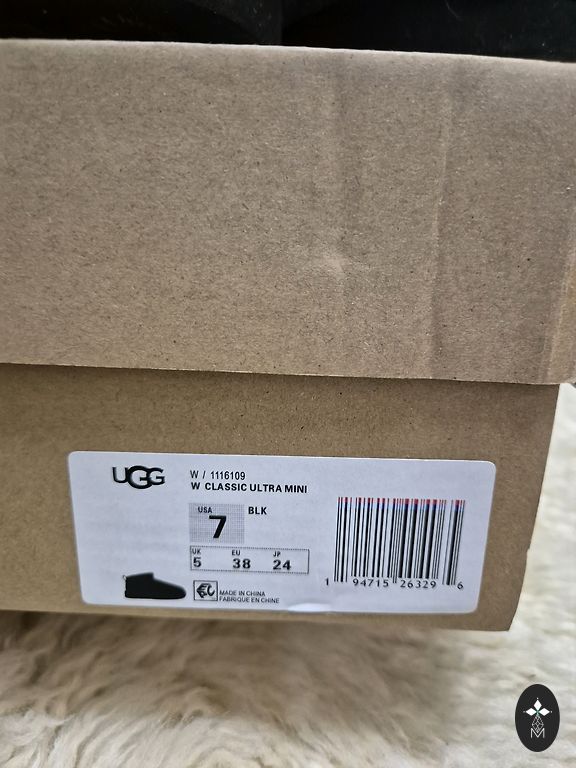 UGG
W / 1116109
W CLASSIC ULTRA MINI
USA
7
BLK
UK EU JP
5 38 24
MADE IN CHINA
FABRIQUE EN CHINE
1 94715 26329 6
M